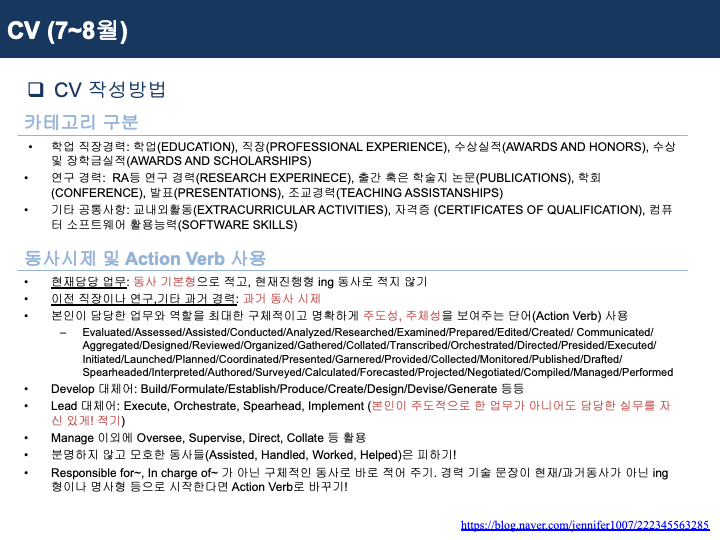 CV (7~8월)
❑ CV 작성방법
카테고리 구분
• 학업 직장경력: 학업(EDUCATION), 직장(PROFESSIONAL EXPERIENCE), 수상실적(AWARDS AND HONORS), 수상
및 장학금실적(AWARDS AND SCHOLARSHIPS)
• 연구 경력: RA등 연구 경력(RESEARCH EXPERINECE), 출간 혹은 학술지 논문(PUBLICATIONS), 학회
(CONFERENCE), 발표(PRESENTATIONS), 조교경력(TEACHING ASSISTANSHIPS)
• 기타 공통사항: 교내외활동(EXTRACURRICULAR ACTIVITIES), 자격증 (CERTIFICATES OF QUALIFICATION), 컴퓨
터 소프트웨어 활용능력(SOFTWARE SKILLS)
동사시제 및 Action Verb 사용
• 현재담당 업무: 동사 기본형으로 적고, 현재진행형 ing 동사로 적지 않기
• 이전 직장이나 연구,기타 과거 경력: 과거 동사 시제
• 본인이 담당한 업무와 역할을 최대한 구체적이고 명확하게 주도성, 주체성을 보여주는 단어(Action Verb) 사용
– Evaluated/Assessed/Assisted/Conducted/Analyzed/Researched/Examined/Prepared/Edited/Created/ Communicated/
Aggregated/Designed/Reviewed/Organized/Gathered/Collated/Transcribed/Orchestrated/Directed/Presided/Executed/
Initiated/Launched/Planned/Coordinated/Presented/Garnered/Provided/Collected/Monitored/Published/Drafted/
Spearheaded/Interpreted/Authored/Surveyed/Calculated/Forecasted/Projected/Negotiated/Compiled/Managed/Performed
• Develop 대체어: Build/Formulate/Establish/Produce/Create/Design/Devise/Generate 등등
• Lead 대체어: Execute, Orchestrate, Spearhead, Implement (본인이 주도적으로 한 업무가 아니어도 담당한 실무를 자
신 있게! 적기)
• Manage 이외에 Oversee, Supervise, Direct, Collate 등 활용
• 분명하지 않고 모호한 동사들(Assisted, Handled, Worked, Helped)은 피하기!
• Responsible for~, In charge of~ 가 아닌 구체적인 동사로 바로 적어 주기. 경력 기술 문장이 현재/과거동사가 아닌 ing
형이나 명사형 등으로 시작한다면 Action Verb로 바꾸기!
https://blog.naver.com/jennifer1007/222345563285